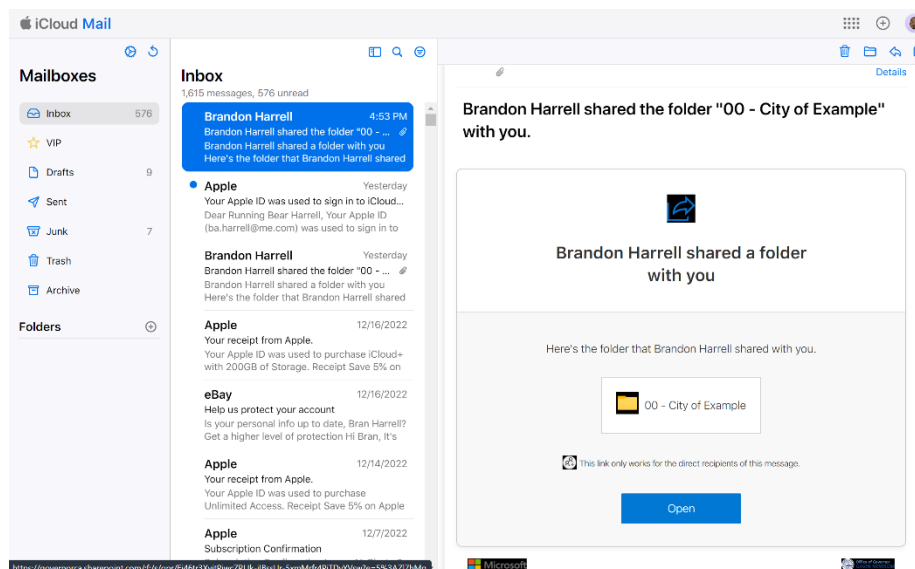 iCloud Mail
Mailboxes
Inbox 576
VIP
Drafts 9
Sent
Junk 7
Trash
Archive
Folders
Inbox
1,615 messages, 576 unread
Brandon Harrell 4:53 PM
Brandon Harrell shared the folder "00 - ...
Brandon Harrell shared a folder with you
Here's the folder that Brandon Harrell shared
Apple Yesterday
Your Apple ID was used to sign in to iCloud...
Dear Running Bear Harrell, Your Apple ID
(ba.harrell@me.com) was used to sign in to
Brandon Harrell Yesterday
Brandon Harrell shared the folder "00 - ...
Brandon Harrell shared a folder with you
Here's the folder that Brandon Harrell shared
Apple 12/16/2022
Your receipt from Apple.
Your Apple ID was used to purchase iCloud+
with 200GB of Storage. Receipt Save 5% on
eBay 12/16/2022
Help us protect your account
Is your personal info up to date, Bran Harrell?
Get a higher level of protection Hi Bran, It's
Apple 12/14/2022
Your receipt from Apple.
Your Apple ID was used to purchase
Unlimited Access. Receipt Save 5% on Apple
Apple 12/7/2022
Subscription Confirmation
Details
Brandon Harrell shared the folder "00 - City of Example"
with you.
Brandon Harrell shared a folder
with you
Here's the folder that Brandon Harrell shared with you.
00 - City of Example
This link only works for the direct recipients of this message.
Open
Microsoft
Office of Governor